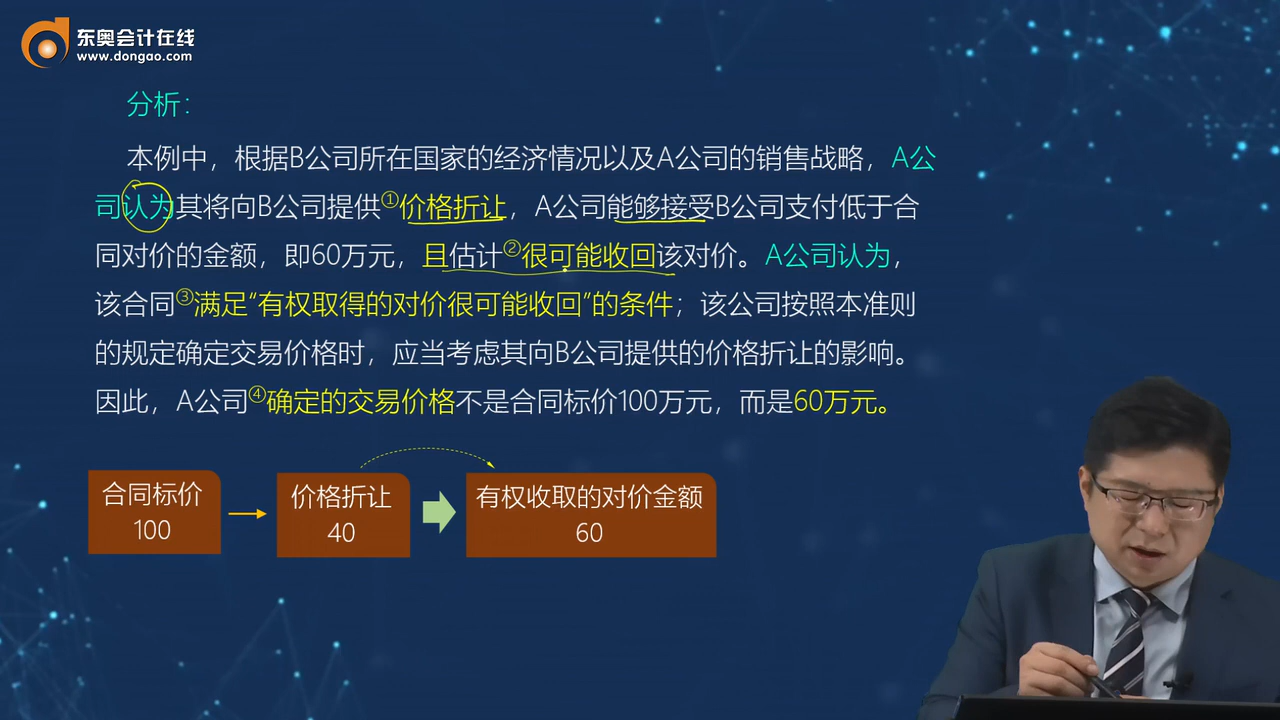 东奥会计在线
www.dongao.com
分析：
本例中，根据B公司所在国家的经济情况以及A公司的销售战略，A公
司认为其将向B公司提供①价格折让，A公司能够接受B公司支付低于合
同对价的金额，即60万元，且估计②很可能收回该对价。A公司认为，
该合同③满足“有权取得的对价很可能收回”的条件；该公司按照本准则
的规定确定交易价格时，应当考虑其向B公司提供的价格折让的影响。
因此，A公司④确定的交易价格不是合同标价100万元，而是60万元。
合同标价
100
价格折让
40
有权收取的对价金额
60